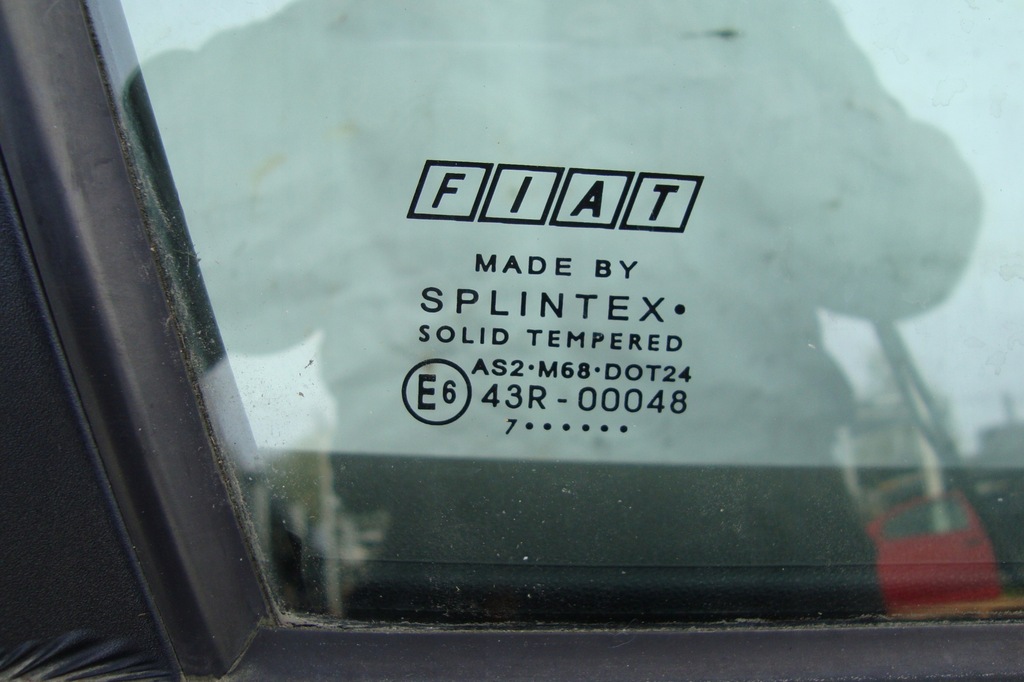 FIAT
MADE BY
SPLINTEX•
SOLID TEMPERED
AS2•M68•DOT24
E6 43R-00048
7••••••